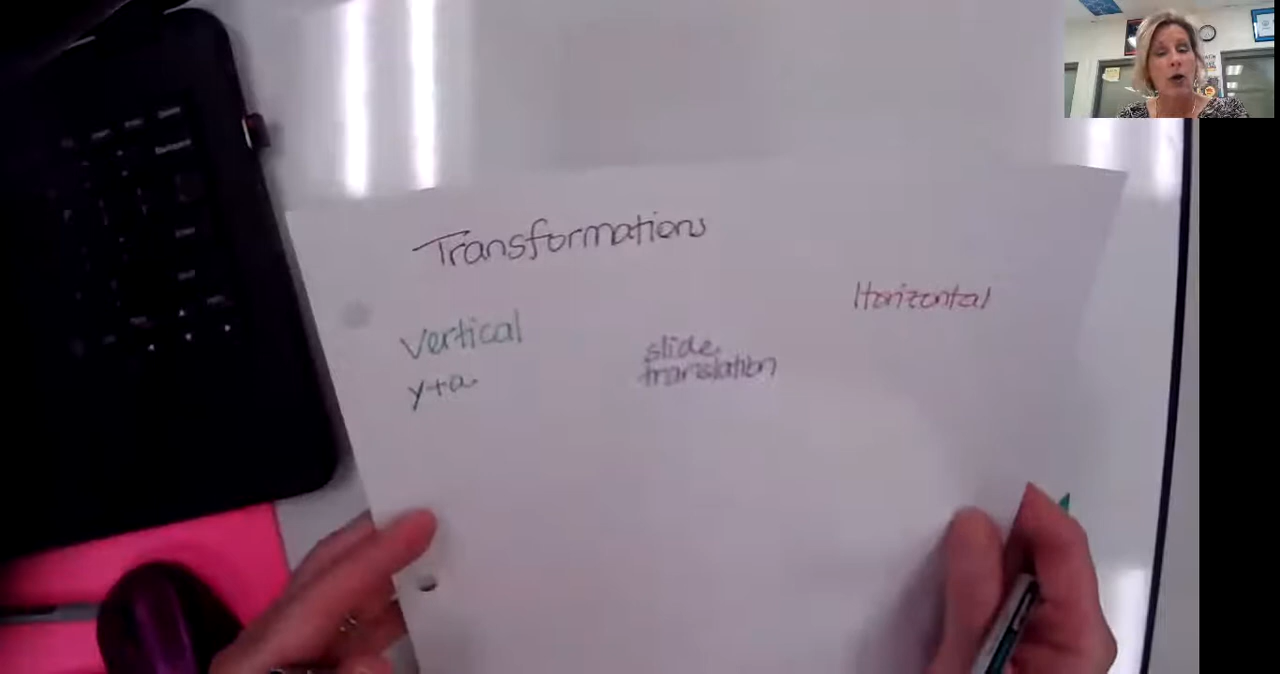 Transformations
Horizontal
vertical
slide
translation
y+a